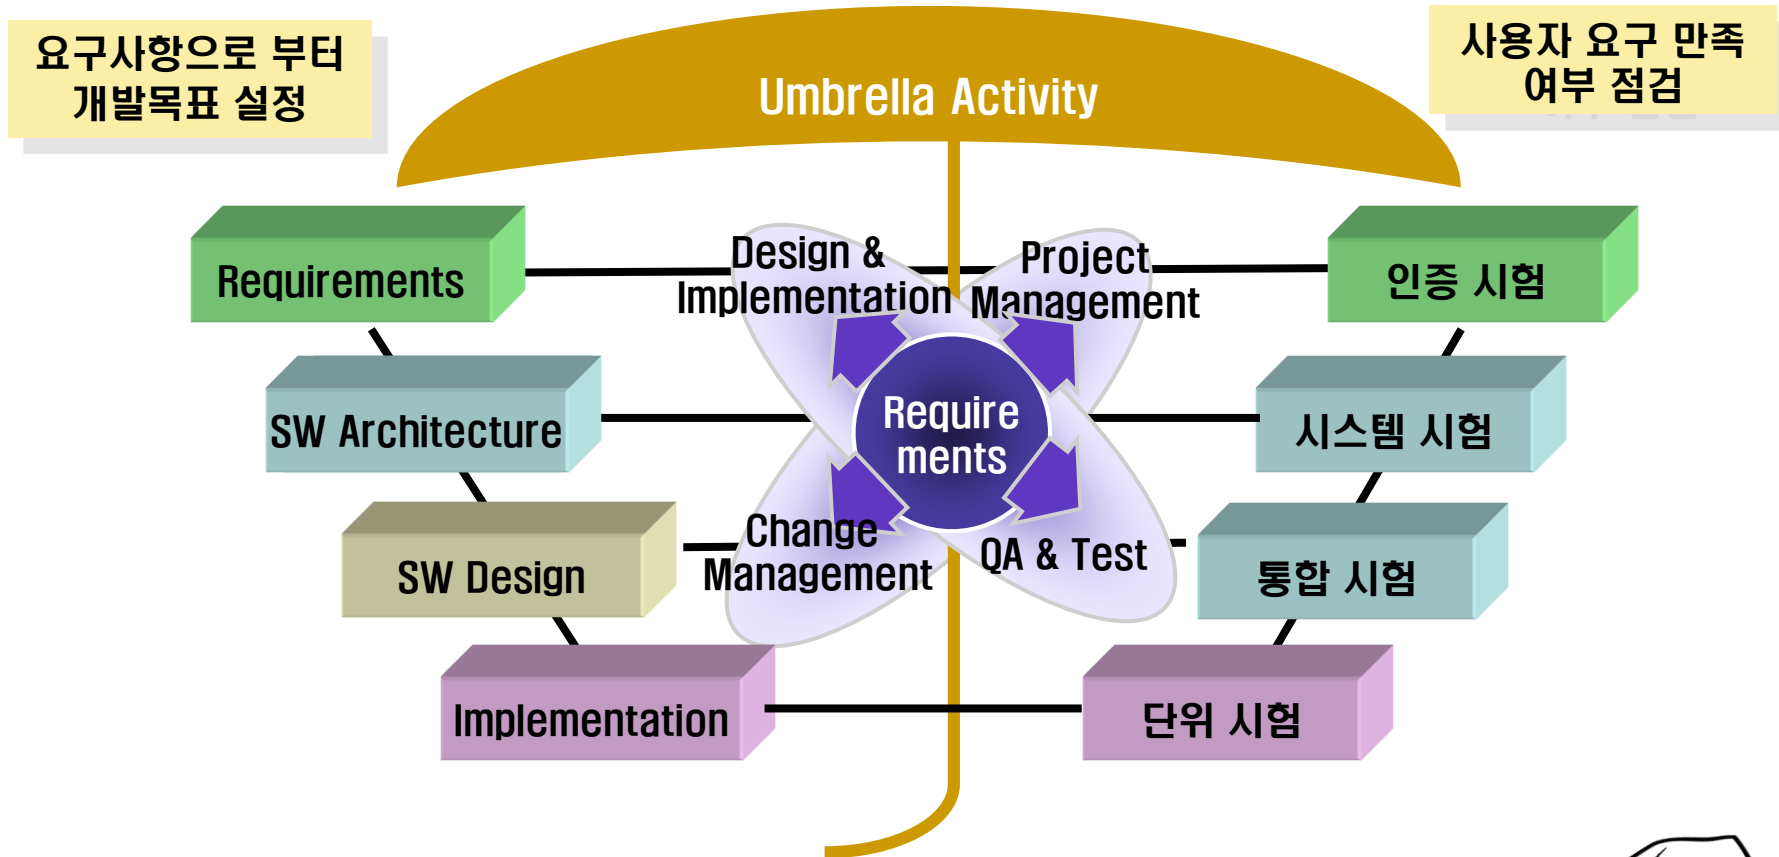 요구사항으로 부터
개발목표 설정
Umbrella Activity
사용자 요구 만족
여부 점검
Requirements
Design &
Implementation
Project
Management
인증 시험
SW Architecture
Require
ments
시스템 시험
SW Design
Change
Management
QA & Test
통합 시험
Implementation
단위 시험